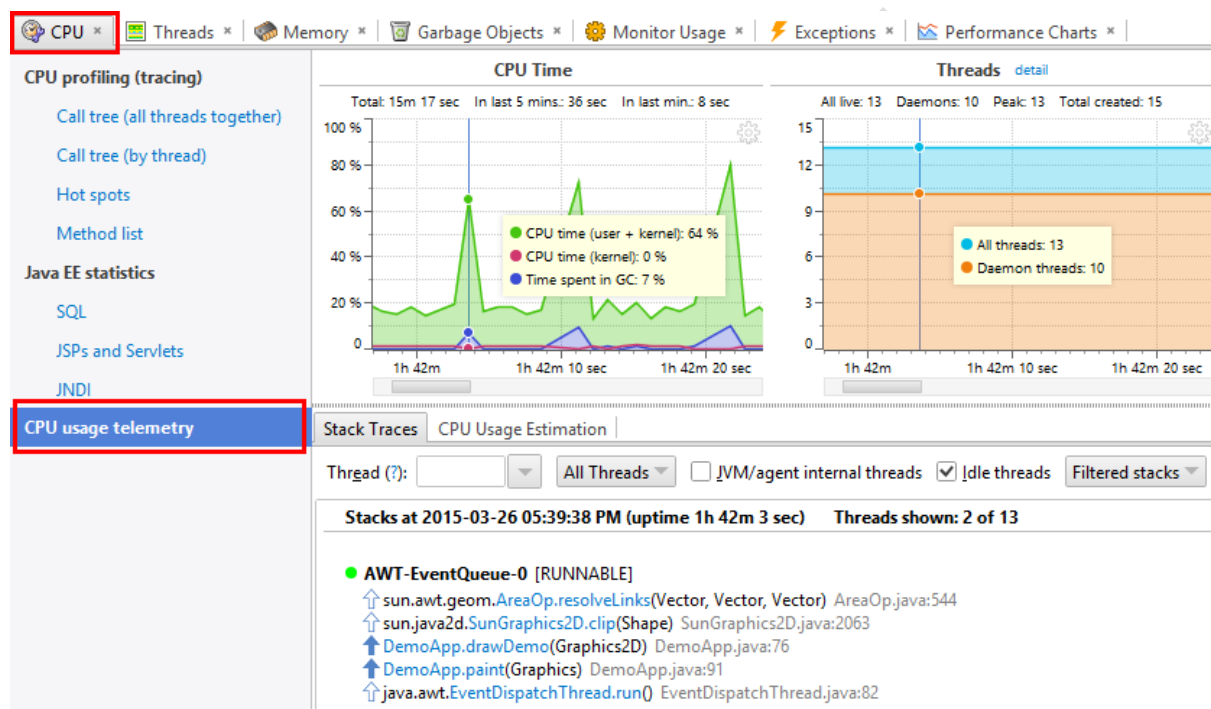 CPU × Threads × Memory × Garbage Objects × Monitor Usage × Exceptions × Performance Charts ×
CPU profiling (tracing)
Call tree (all threads together)
Call tree (by thread)
Hot spots
Method list
Java EE statistics
SQL
JSPs and Servlets
JNDI
CPU usage telemetry
CPU Time
Total: 15m 17 sec In last 5 mins.: 36 sec In last min.: 8 sec
100 %
80 %
60 %
40 %
20 %
0
CPU time (user + kernel): 64 %
CPU time (kernel): 0 %
Time spent in GC: 7 %
1h 42m 1h 42m 10 sec 1h 42m 20 sec
Threads detail
All live: 13 Daemons: 10 Peak: 13 Total created: 15
15
12
9
6
3
0
All threads: 13
Daemon threads: 10
1h 42m 1h 42m 10 sec 1h 42m 20 sec
Stack Traces CPU Usage Estimation
Thread (?): All Threads JVM/agent internal threads Idle threads Filtered stacks
Stacks at 2015-03-26 05:39:38 PM (uptime 1h 42m 3 sec) Threads shown: 2 of 13
AWT-EventQueue-0 [RUNNABLE]
sun.awt.geom.AreaOp.resolveLinks(Vector, Vector, Vector) AreaOp.java:544
sun.java2d.SunGraphics2D.clip(Shape) SunGraphics2D.java:2063
DemoApp.drawDemo(Graphics2D) DemoApp.java:76
DemoApp.paint(Graphics) DemoApp.java:91
java.awt.EventDispatchThread.run() EventDispatchThread.java:82